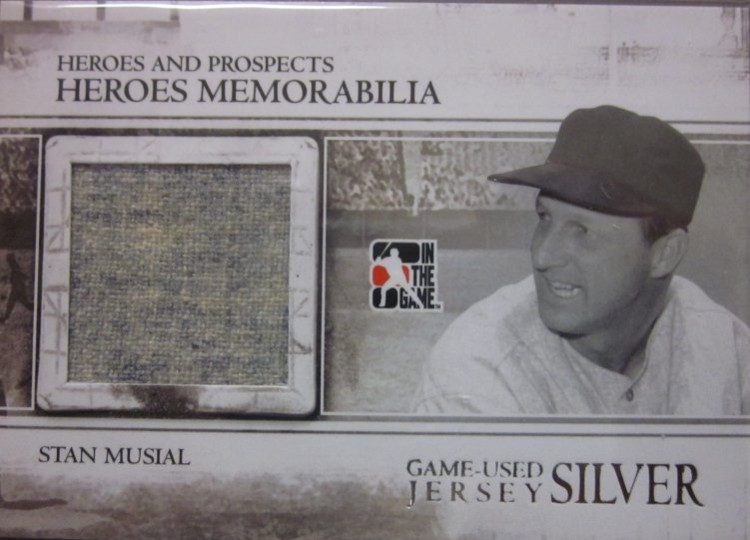 HEROES AND PROSPECTS
HEROES MEMORABILIA
IN
THE
GAME
STAN MUSIAL
GAME-USED
JERSEY SILVER